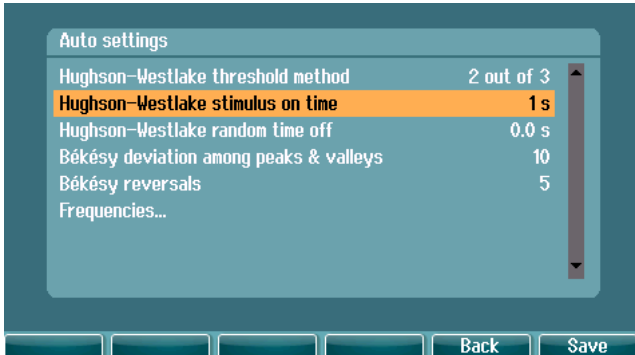 Auto settings
Hughson-Westlake threshold method 2 out of 3
Hughson-Westlake stimulus on time 1 s
Hughson-Westlake random time off 0.0 s
Békésy deviation among peaks & valleys 10
Békésy reversals 5
Frequencies...
Back Save